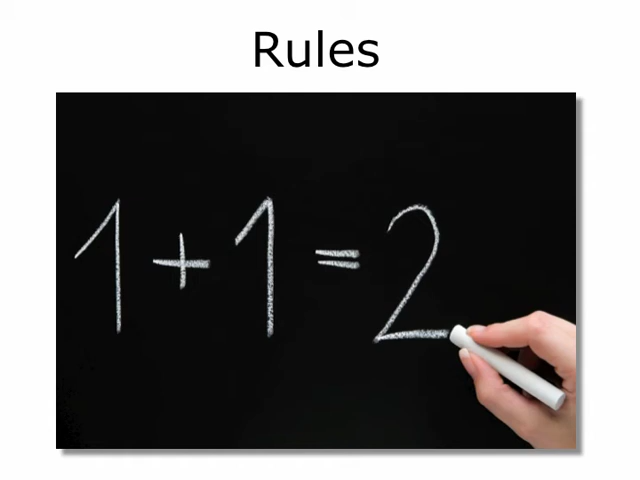 Rules
1 + 1 = 2